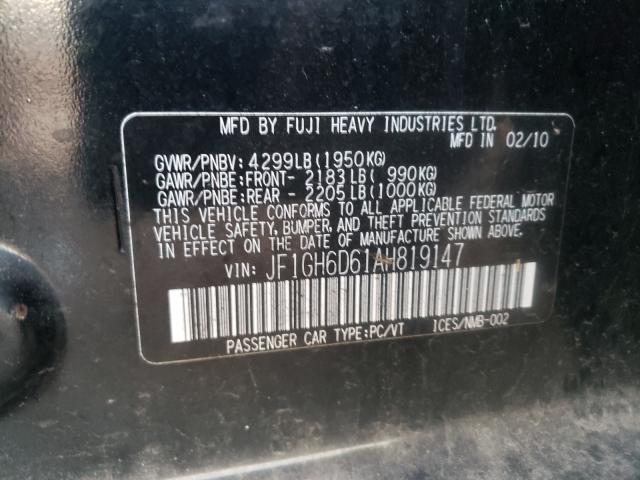 MFD BY FUJI HEAVY INDUSTRIES LTD.
MFD IN 02/10
GVWR/PNBV: 4299LB(1950KG)
GAWR/PNBE:FRONT- 2183LB( 990KG)
GAWR/PNBE:REAR - 2205LB(1000KG)
THIS VEHICLE CONFORMS TO ALL APPLICABLE FEDERAL MOTOR
VEHICLE SAFETY, BUMPER, AND THEFT PREVENTION STANDARDS
IN EFFECT ON THE DATE OF MANUFACTURE SHOWN ABOVE.
VIN: JF1GH6D61AH819147
PASSENGER CAR TYPE:PC/VT ICES/NMB-002